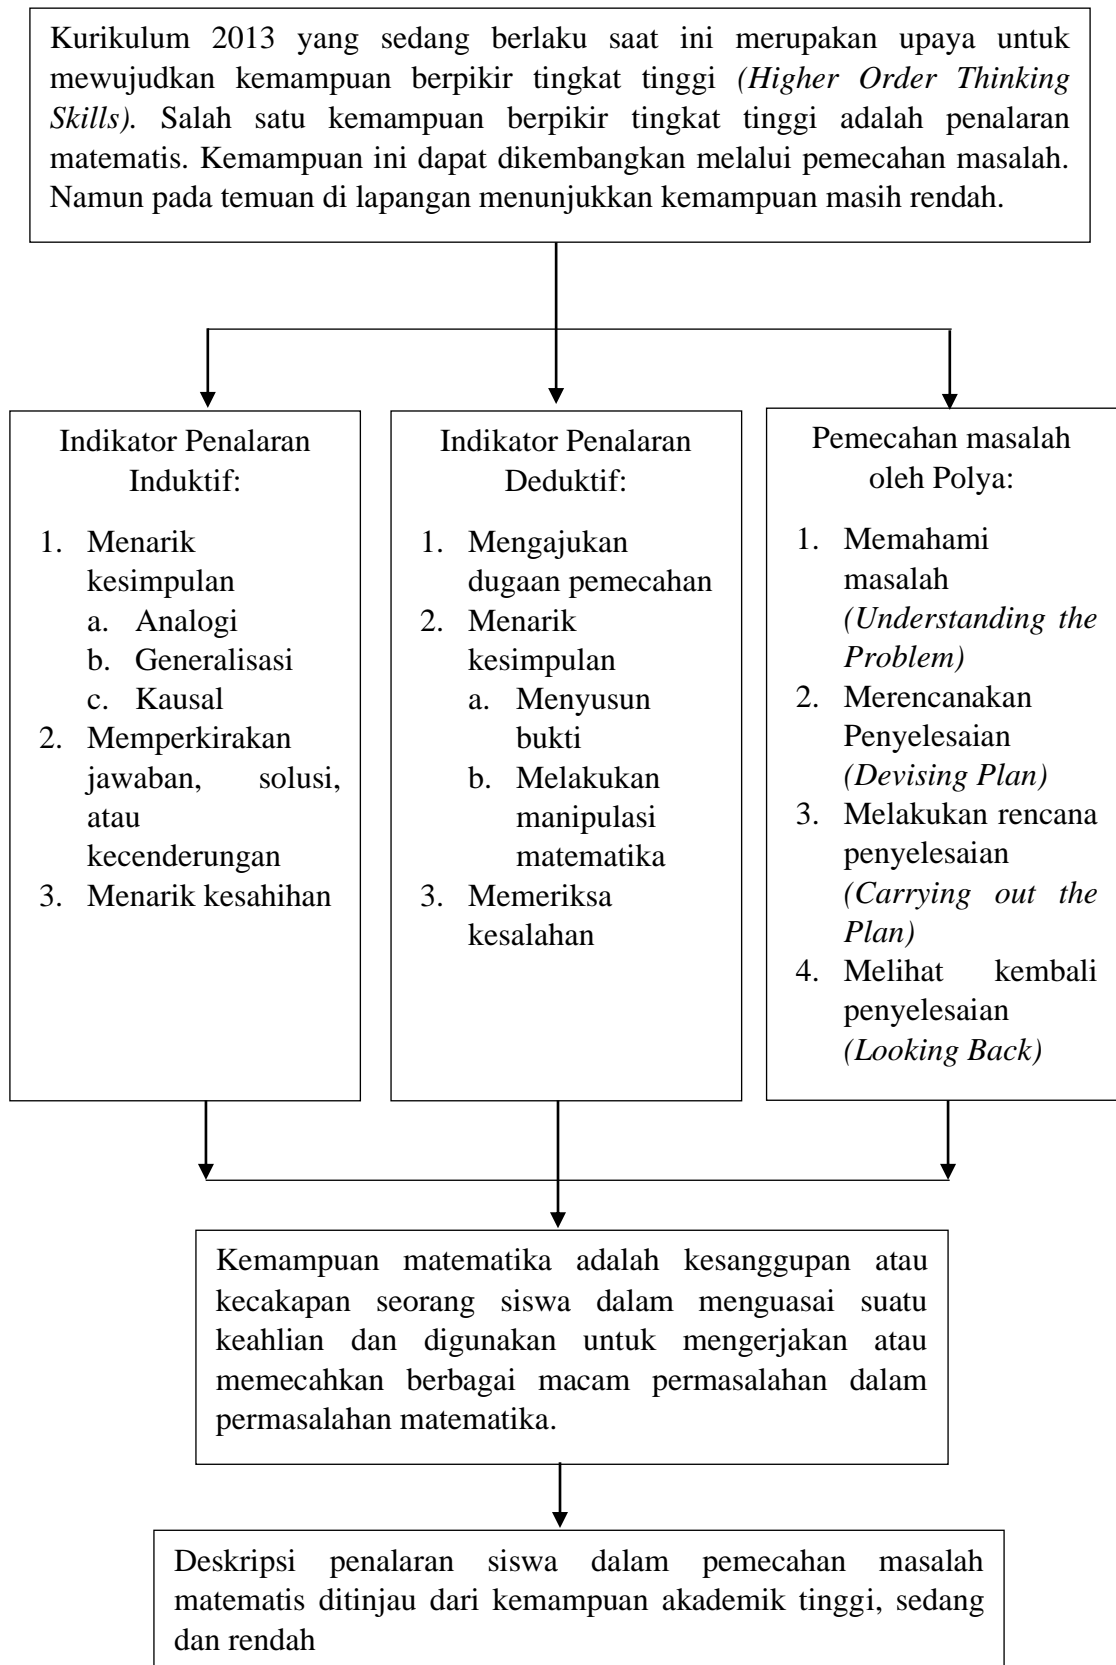 Kurikulum 2013 yang sedang berlaku saat ini merupakan upaya untuk
mewujudkan kemampuan berpikir tingkat tinggi (Higher Order Thinking
Skills). Salah satu kemampuan berpikir tingkat tinggi adalah penalaran
matematis. Kemampuan ini dapat dikembangkan melalui pemecahan masalah.
Namun pada temuan di lapangan menunjukkan kemampuan masih rendah.
Indikator Penalaran
Induktif:
1. Menarik
kesimpulan
a. Analogi
b. Generalisasi
c. Kausal
2. Memperkirakan
jawaban, solusi,
atau
kecenderungan
3. Menarik kesahihan
Indikator Penalaran
Deduktif:
1. Mengajukan
dugaan pemecahan
2. Menarik
kesimpulan
a. Menyusun
bukti
b. Melakukan
manipulasi
matematika
3. Memeriksa
kesalahan
Pemecahan masalah
oleh Polya:
1. Memahami
masalah
(Understanding the
Problem)
2. Merencanakan
Penyelesaian
(Devising Plan)
3. Melakukan rencana
penyelesaian
(Carrying out the
Plan)
4. Melihat kembali
penyelesaian
(Looking Back)
Kemampuan matematika adalah kesanggupan atau
kecakapan seorang siswa dalam menguasai suatu
keahlian dan digunakan untuk mengerjakan atau
memecahkan berbagai macam permasalahan dalam
permasalahan matematika.
Deskripsi penalaran siswa dalam pemecahan masalah
matematis ditinjau dari kemampuan akademik tinggi, sedang
dan rendah